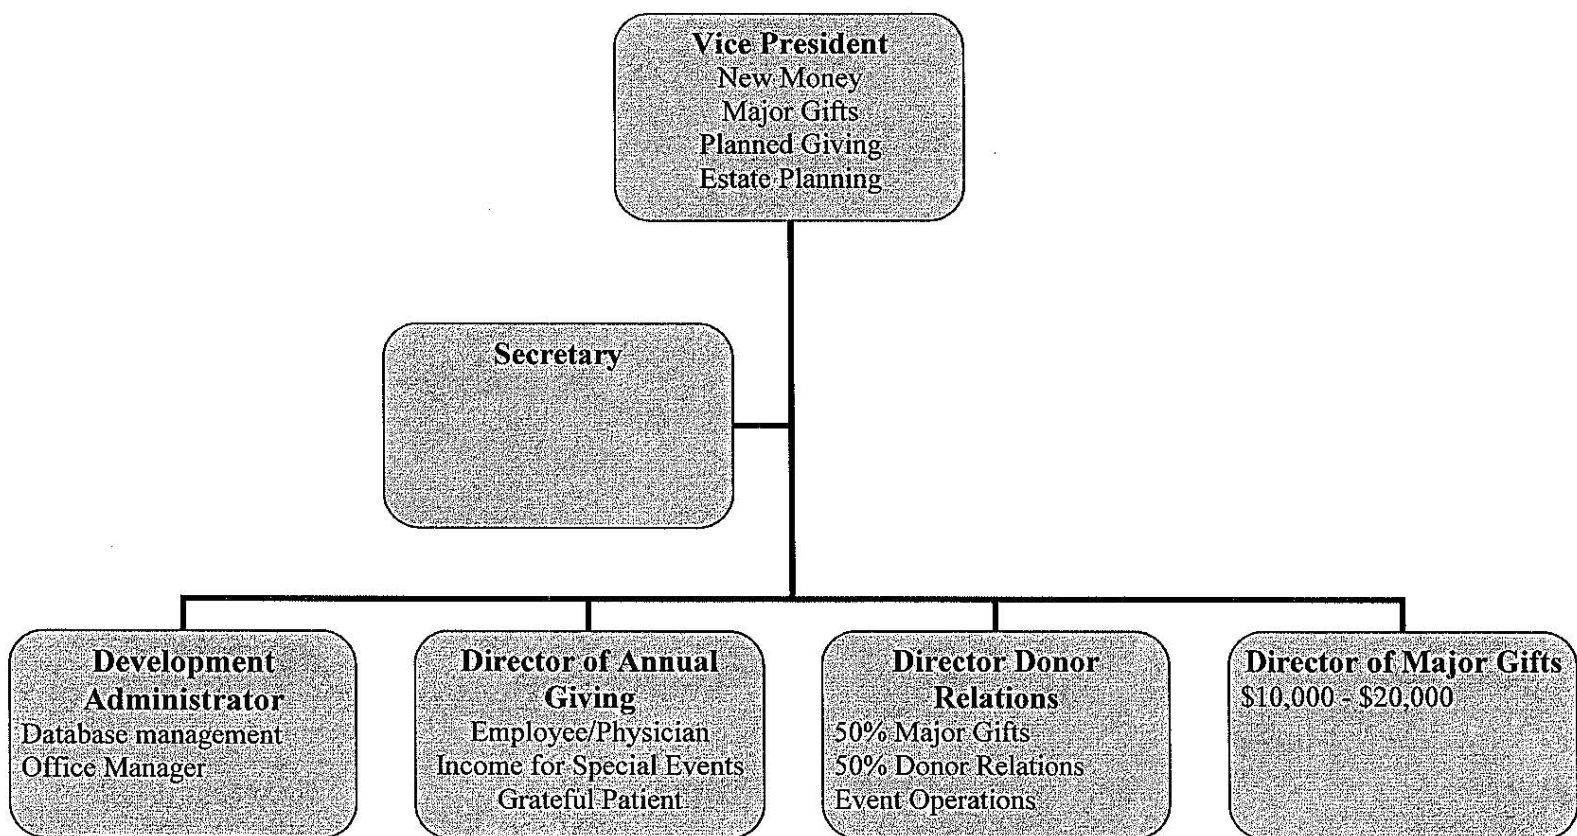 Vice President
New Money
Major Gifts
Planned Giving
Estate Planning
Secretary
Development
Administrator
Database management
Office Manager
Director of Annual
Giving
Employee/Physician
Income for Special Events
Grateful Patient
Director Donor
Relations
50% Major Gifts
50% Donor Relations
Event Operations
Director of Major Gifts
$10,000 - $20,000